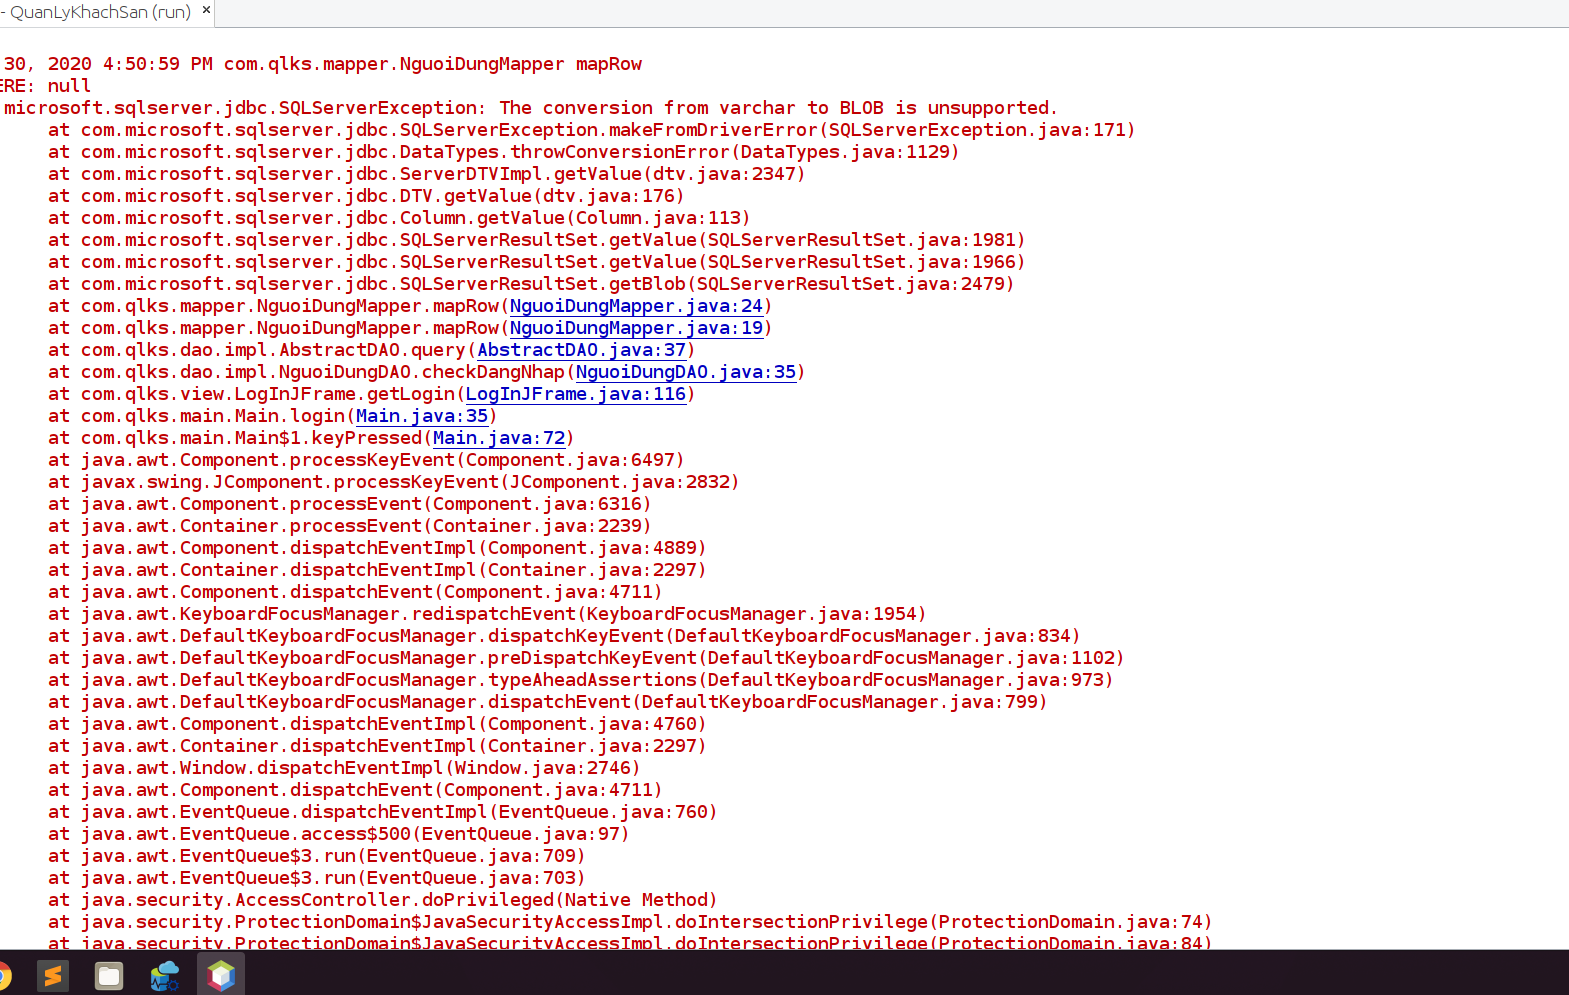 - QuanLyKhachSan (run) ×
30, 2020 4:50:59 PM com.qlks.mapper.NguoiDungMapper mapRow
ERE: null
microsoft.sqlserver.jdbc.SQLServerException: The conversion from varchar to BLOB is unsupported.
at com.microsoft.sqlserver.jdbc.SQLServerException.makeFromDriverError(SQLServerException.java:171)
at com.microsoft.sqlserver.jdbc.DataTypes.throwConversionError(DataTypes.java:1129)
at com.microsoft.sqlserver.jdbc.ServerDTVImpl.getValue(dtv.java:2347)
at com.microsoft.sqlserver.jdbc.DTV.getValue(dtv.java:176)
at com.microsoft.sqlserver.jdbc.Column.getValue(Column.java:113)
at com.microsoft.sqlserver.jdbc.SQLServerResultSet.getValue(SQLServerResultSet.java:1981)
at com.microsoft.sqlserver.jdbc.SQLServerResultSet.getValue(SQLServerResultSet.java:1966)
at com.microsoft.sqlserver.jdbc.SQLServerResultSet.getBlob(SQLServerResultSet.java:2479)
at com.qlks.mapper.NguoiDungMapper.mapRow(NguoiDungMapper.java:24)
at com.qlks.mapper.NguoiDungMapper.mapRow(NguoiDungMapper.java:19)
at com.qlks.dao.impl.AbstractDAO.query(AbstractDAO.java:37)
at com.qlks.dao.impl.NguoiDungDAO.checkDangNhap(NguoiDungDAO.java:35)
at com.qlks.view.LogInJFrame.getLogin(LogInJFrame.java:116)
at com.qlks.main.Main.login(Main.java:35)
at com.qlks.main.Main$1.keyPressed(Main.java:72)
at java.awt.Component.processKeyEvent(Component.java:6497)
at javax.swing.JComponent.processKeyEvent(JComponent.java:2832)
at java.awt.Component.processEvent(Component.java:6316)
at java.awt.Container.processEvent(Container.java:2239)
at java.awt.Component.dispatchEventImpl(Component.java:4889)
at java.awt.Container.dispatchEventImpl(Container.java:2297)
at java.awt.Component.dispatchEvent(Component.java:4711)
at java.awt.KeyboardFocusManager.redispatchEvent(KeyboardFocusManager.java:1954)
at java.awt.DefaultKeyboardFocusManager.dispatchKeyEvent(DefaultKeyboardFocusManager.java:834)
at java.awt.DefaultKeyboardFocusManager.preDispatchKeyEvent(DefaultKeyboardFocusManager.java:1102)
at java.awt.DefaultKeyboardFocusManager.typeAheadAssertions(DefaultKeyboardFocusManager.java:973)
at java.awt.DefaultKeyboardFocusManager.dispatchEvent(DefaultKeyboardFocusManager.java:799)
at java.awt.Component.dispatchEventImpl(Component.java:4760)
at java.awt.Container.dispatchEventImpl(Container.java:2297)
at java.awt.Window.dispatchEventImpl(Window.java:2746)
at java.awt.Component.dispatchEvent(Component.java:4711)
at java.awt.EventQueue.dispatchEventImpl(EventQueue.java:760)
at java.awt.EventQueue.access$500(EventQueue.java:97)
at java.awt.EventQueue$3.run(EventQueue.java:709)
at java.awt.EventQueue$3.run(EventQueue.java:703)
at java.security.AccessController.doPrivileged(Native Method)
at java.security.ProtectionDomain$JavaSecurityAccessImpl.doIntersectionPrivilege(ProtectionDomain.java:74)
at java.security.ProtectionDomain$JavaSecurityAccessImpl.doIntersectionPrivilege(ProtectionDomain.java:84)